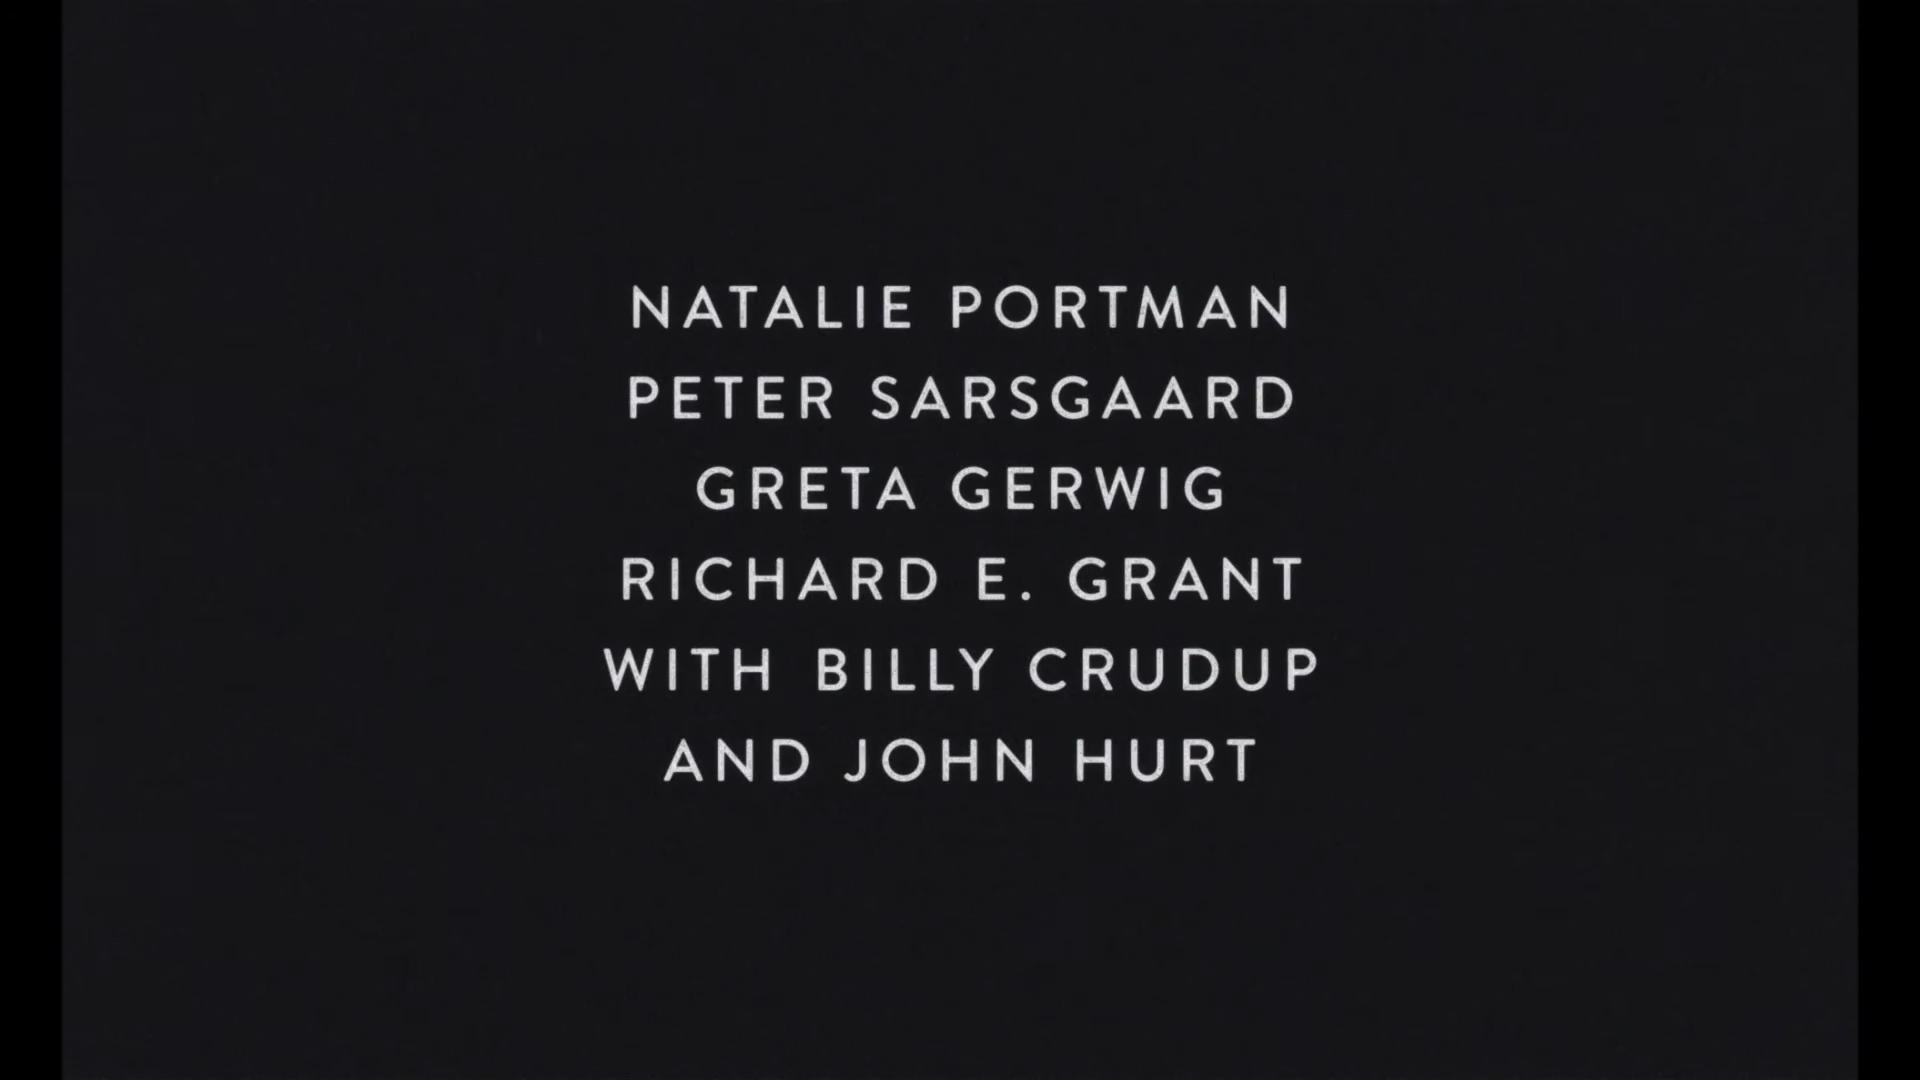 NATALIE PORTMAN
PETER SARSGAARD
GRETA GERWIG
RICHARD E. GRANT
WITH BILLY CRUDUP
AND JOHN HURT